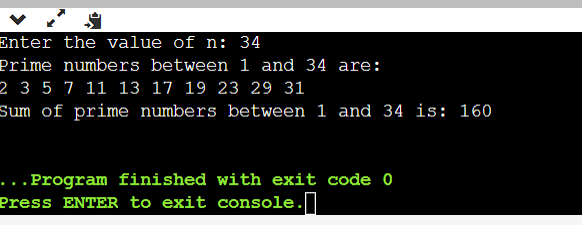 Enter the value of n: 34
Prime numbers between 1 and 34 are:
2 3 5 7 11 13 17 19 23 29 31
Sum of prime numbers between 1 and 34 is: 160
...Program finished with exit code 0
Press ENTER to exit console.